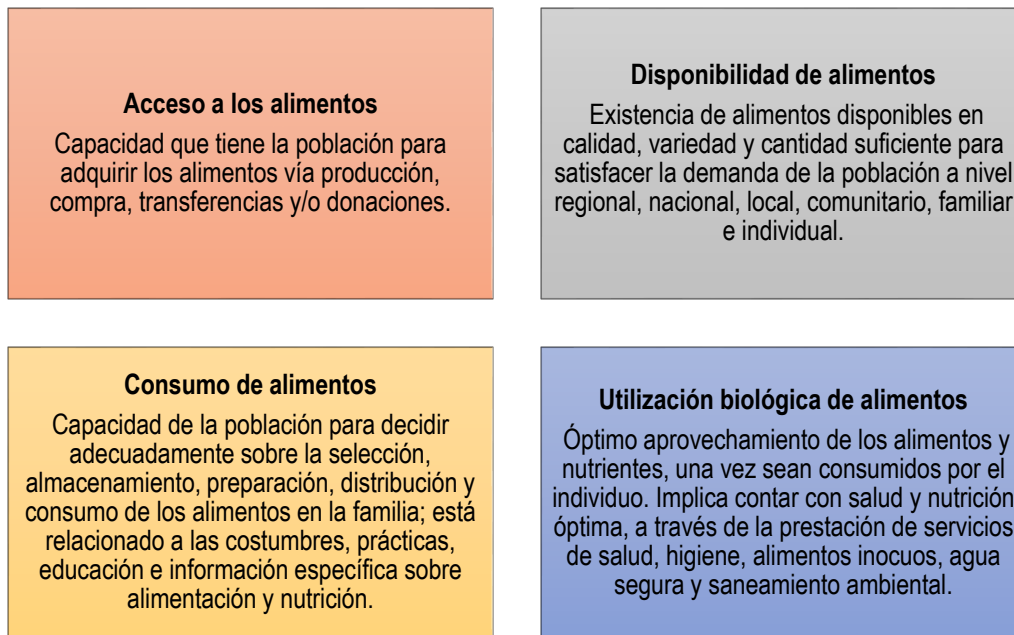 Acceso a los alimentos
Capacidad que tiene la población para
adquirir los alimentos vía producción,
compra, transferencias y/o donaciones.
Disponibilidad de alimentos
Existencia de alimentos disponibles en
calidad, variedad y cantidad suficiente para
satisfacer la demanda de la población a nivel
regional, nacional, local, comunitario, familiar
e individual.
Consumo de alimentos
Capacidad de la población para decidir
adecuadamente sobre la selección,
almacenamiento, preparación, distribución y
consumo de los alimentos en la familia; está
relacionado a las costumbres, prácticas,
educación e información específica sobre
alimentación y nutrición.
Utilización biológica de alimentos
Óptimo aprovechamiento de los alimentos y
nutrientes, una vez sean consumidos por el
individuo. Implica contar con salud y nutrición
óptima, a través de la prestación de servicios
de salud, higiene, alimentos inocuos, agua
segura y saneamiento ambiental.